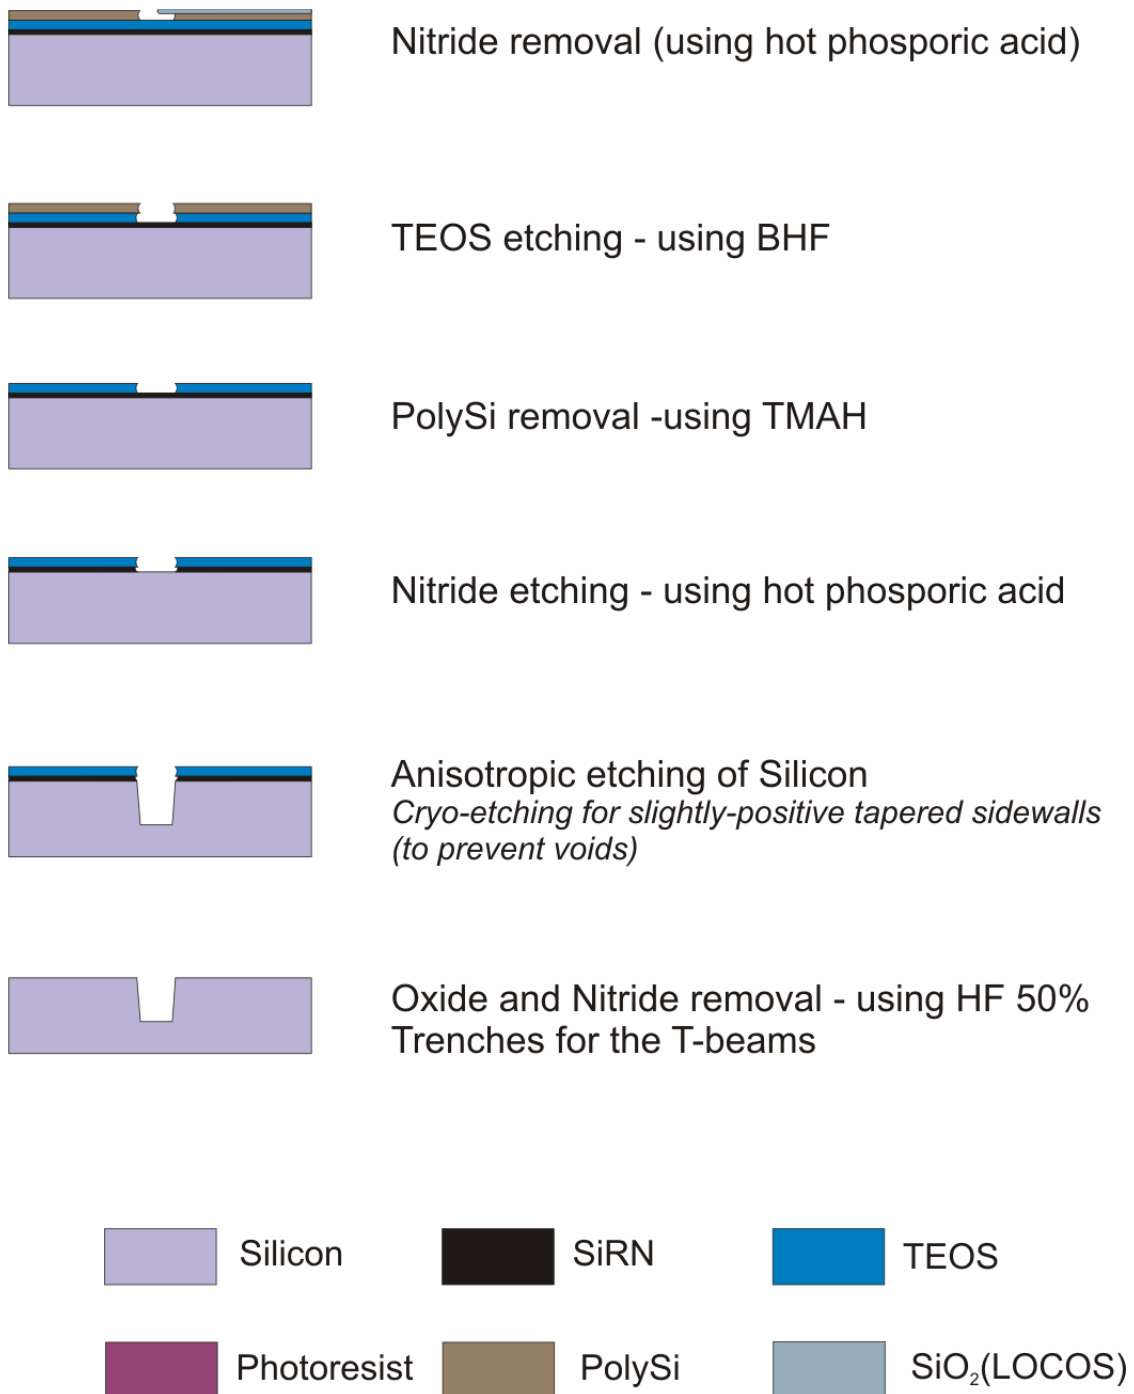 Nitride removal (using hot phosporic acid)
TEOS etching - using BHF
PolySi removal -using TMAH
Nitride etching - using hot phosporic acid
Anisotropic etching of Silicon
Cryo-etching for slightly-positive tapered sidewalls
(to prevent voids)
Oxide and Nitride removal - using HF 50%
Trenches for the T-beams
Silicon
SiRN
TEOS
Photoresist
PolySi
SiO₂(LOCOS)